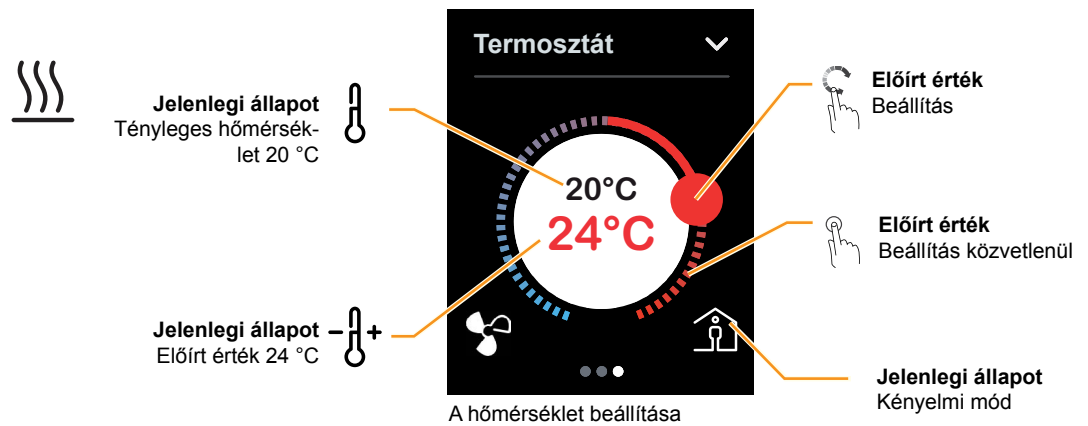 Termosztát
Jelenlegi állapot
Tényleges hőmérsék-
let 20 °C
Előírt érték
Beállítás
20°C
24°C
Előírt érték
Beállítás közvetlenül
Jelenlegi állapot
Előírt érték 24 °C
Jelenlegi állapot
Kényelmi mód
A hőmérséklet beállítása